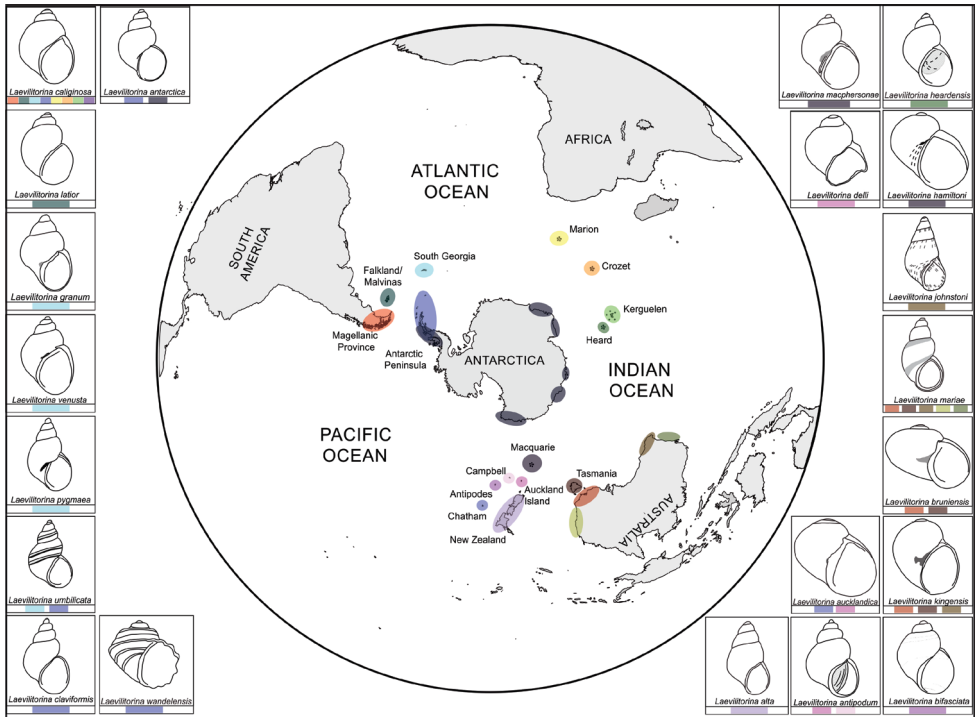 Laevilitorina caliginosa
Laevilitorina antarctica
Laevilitorina latior
Laevilitorina granum
Laevilitorina venusta
Laevilitorina pygmaea
Laevilitorina umbilicata
Laevilitorina claviformis
Laevilitorina wandelensis
AFRICA
ATLANTIC
OCEAN
SOUTH
AMERICA
Marion
South Georgia
Crozet
Falkland/
Malvinas
Kerguelen
Heard
Magellanic
Province
Antarctic
Peninsula
ANTARCTICA
INDIAN
OCEAN
PACIFIC
OCEAN
Macquarie
Campbell
Tasmania
Antipodes
Auckland
Island
Chatham
New Zealand
AUSTRALIA
Laevilitorina macphersonae
Laevilitorina heardensis
Laevilitorina delli
Laevilitorina hamiltoni
Laevilitorina johnstoni
Laevilitorina mariae
Laevilitorina bruniensis
Laevilitorina aucklandica
Laevilitorina kingensis
Laevilitorina alta
Laevilitorina antipodum
Laevilitorina bifasciata